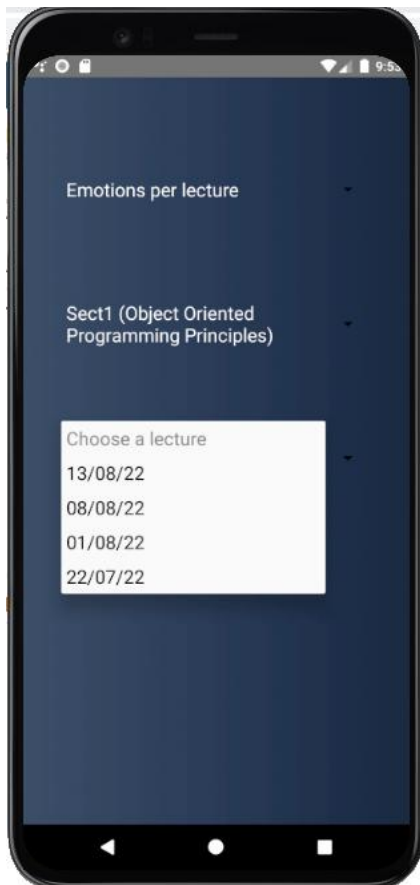 9:53
Emotions per lecture
Sect1 (Object Oriented
Programming Principles)
Choose a lecture
13/08/22
08/08/22
01/08/22
22/07/22